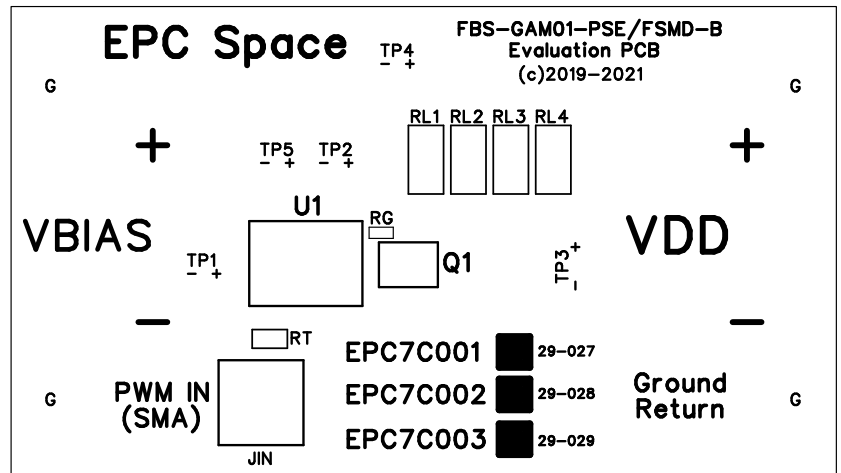 EPC Space
FBS-GAM01-PSE/FSMD-B
Evaluation PCB
(c)2019-2021
TP4
- +
G
G
RL1 RL2 RL3 RL4
+
+
TP5
- +
TP2
- +
U1
RG
VBIAS
VDD
TP1
- +
Q1
TP3
- +
-
-
RT
EPC7C001 29-027
PWM IN
(SMA)
EPC7C002 29-028
Ground
Return
G
G
EPC7C003 29-029
JIN